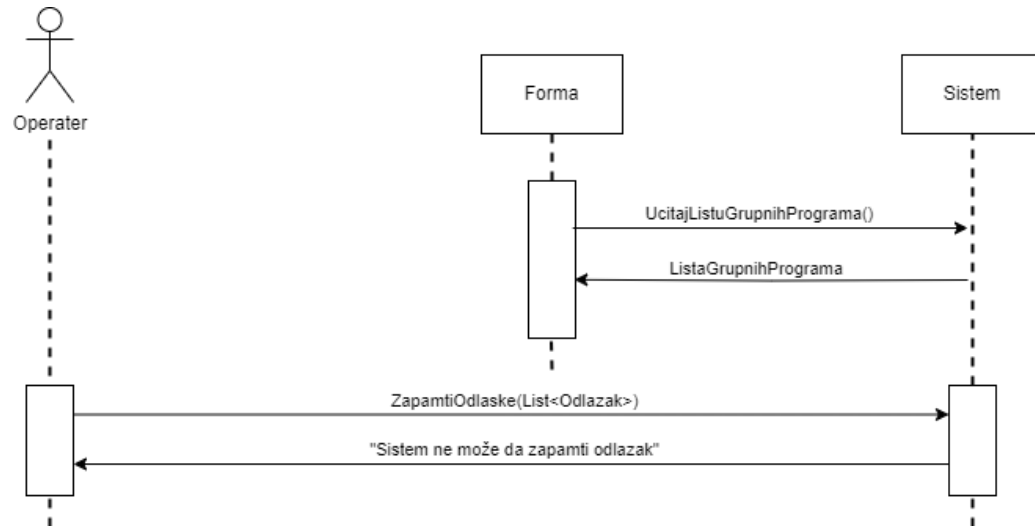 Operater
Forma
Sistem
UcitajListuGrupnihPrograma()
ListaGrupnihPrograma
ZapamtiOdlaske(List<Odlazak>)
"Sistem ne može da zapamti odlazak"